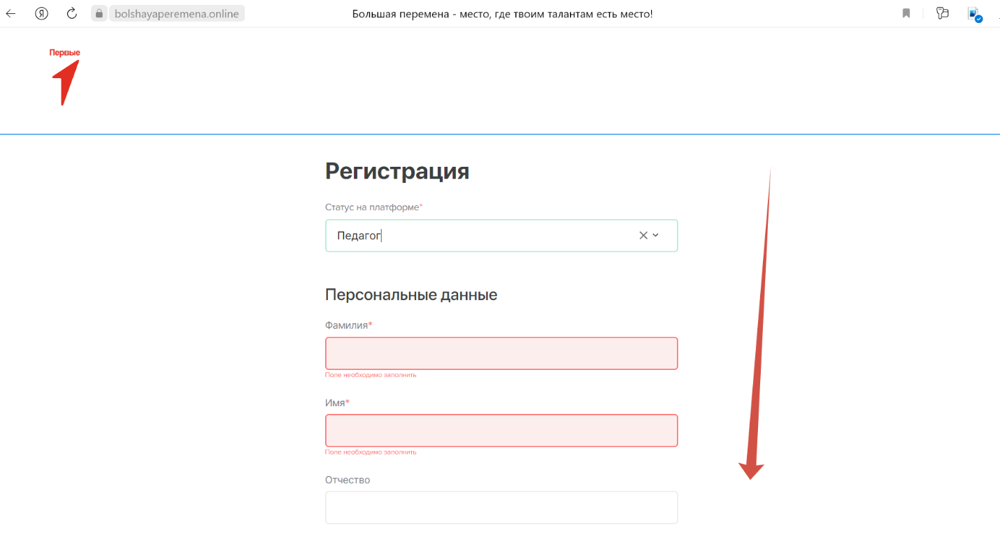 bolshayaperemena.online
Большая перемена - место, где твоим талантам есть место!
Первые
Регистрация
Статус на платформе*
Педагог
Персональные данные
Фамилия*
Поле необходимо заполнить
Имя*
Поле необходимо заполнить
Отчество